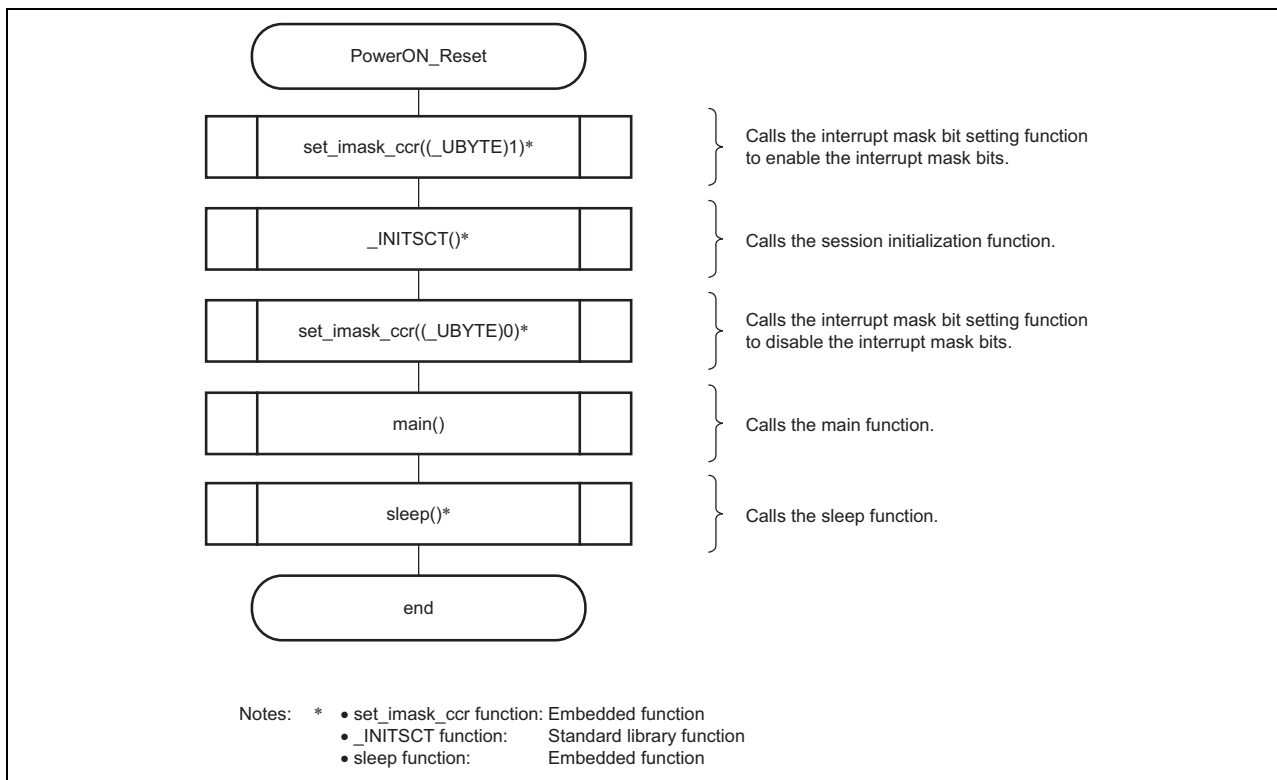 PowerON_Reset
set_imask_ccr((_UBYTE)1)*
Calls the interrupt mask bit setting function
to enable the interrupt mask bits.
_INITSCT()*
Calls the session initialization function.
set_imask_ccr((_UBYTE)0)*
Calls the interrupt mask bit setting function
to disable the interrupt mask bits.
main()
Calls the main function.
sleep()*
Calls the sleep function.
end
Notes: * • set_imask_ccr function: Embedded function
• _INITSCT function: Standard library function
• sleep function: Embedded function